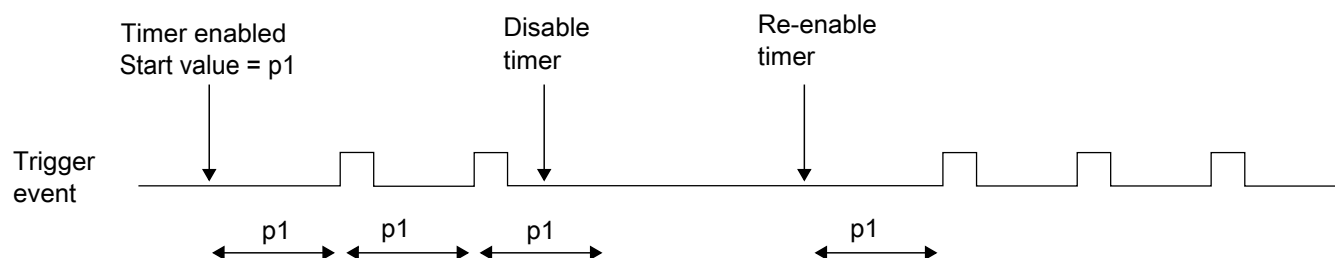 Timer enabled
Start value = p1
Disable
timer
Re-enable
timer
Trigger
event
p1
p1
p1
p1